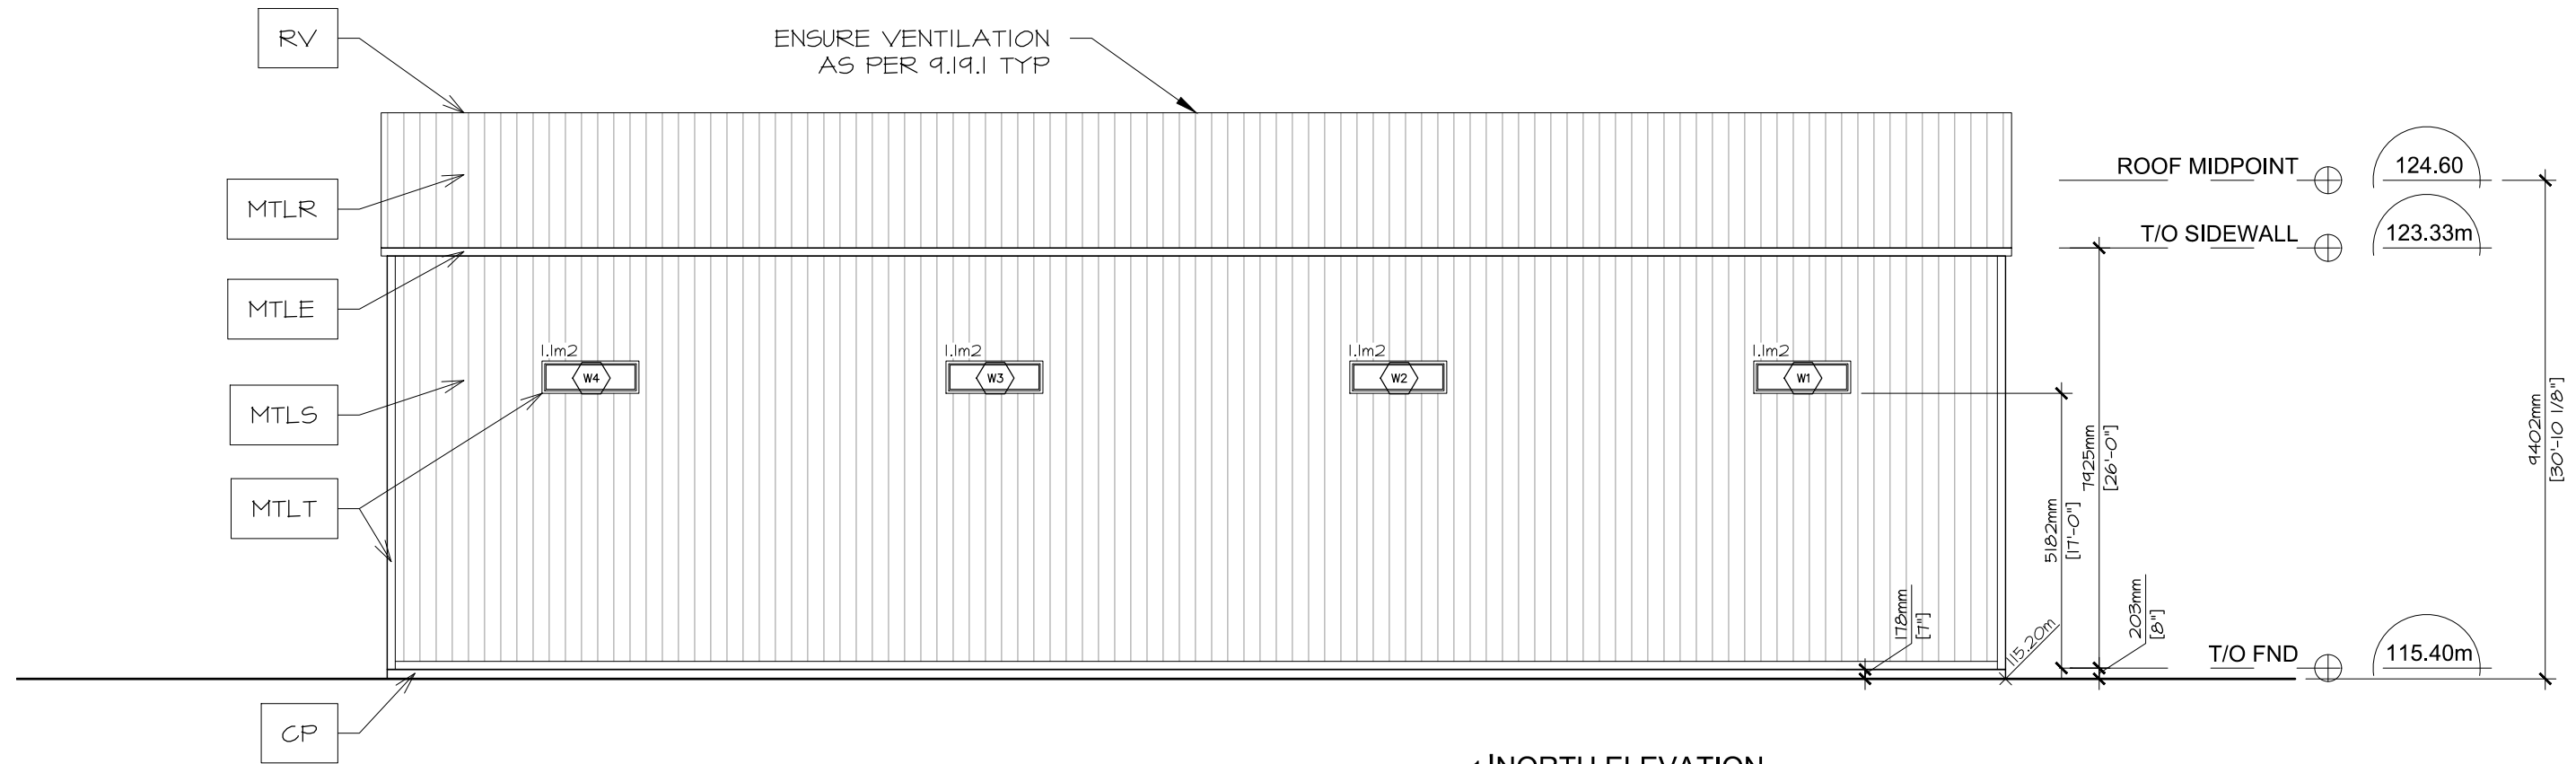 RV
ENSURE VENTILATION
AS PER 9.19.1 TYP
MTLR
ROOF MIDPOINT
124.60
T/O SIDEWALL
123.33m
MTLE
1.1m2
1.1m2
1.1m2
1.1m2
W4
W3
W2
W1
MTLS
MTLT
5182mm
[17'-0"]
7925mm
[26'-0"]
9402mm
[30'-10 1/8"]
178mm
[7"]
115.20m
203mm
[8"]
T/O FND
115.40m
CP
NORTH ELEVATION